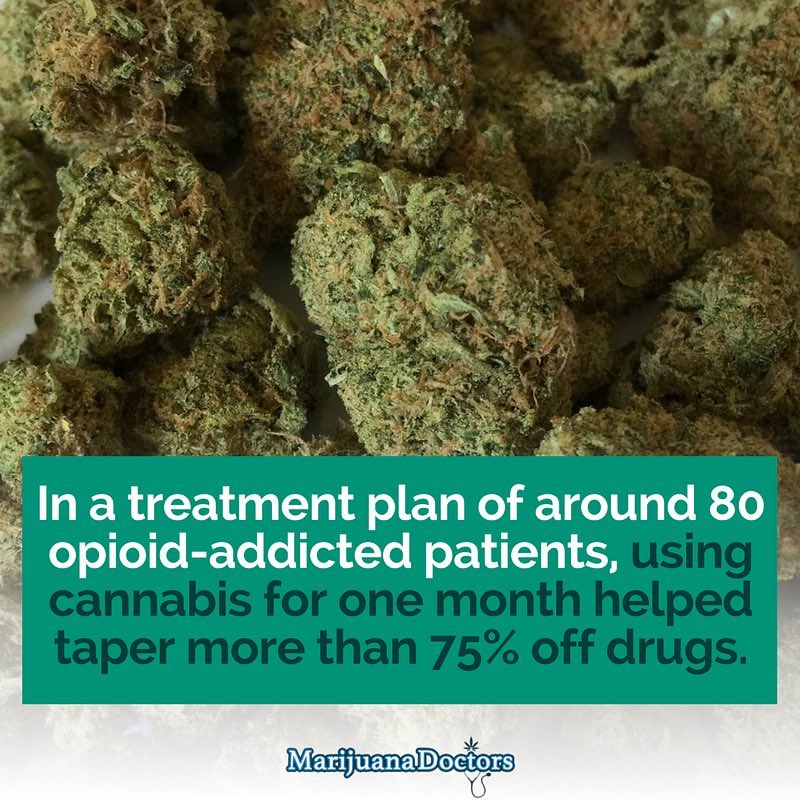 In a treatment plan of around 80
opioid-addicted patients, using
cannabis for one month helped
taper more than 75% off drugs.
MarijuanaDoctors